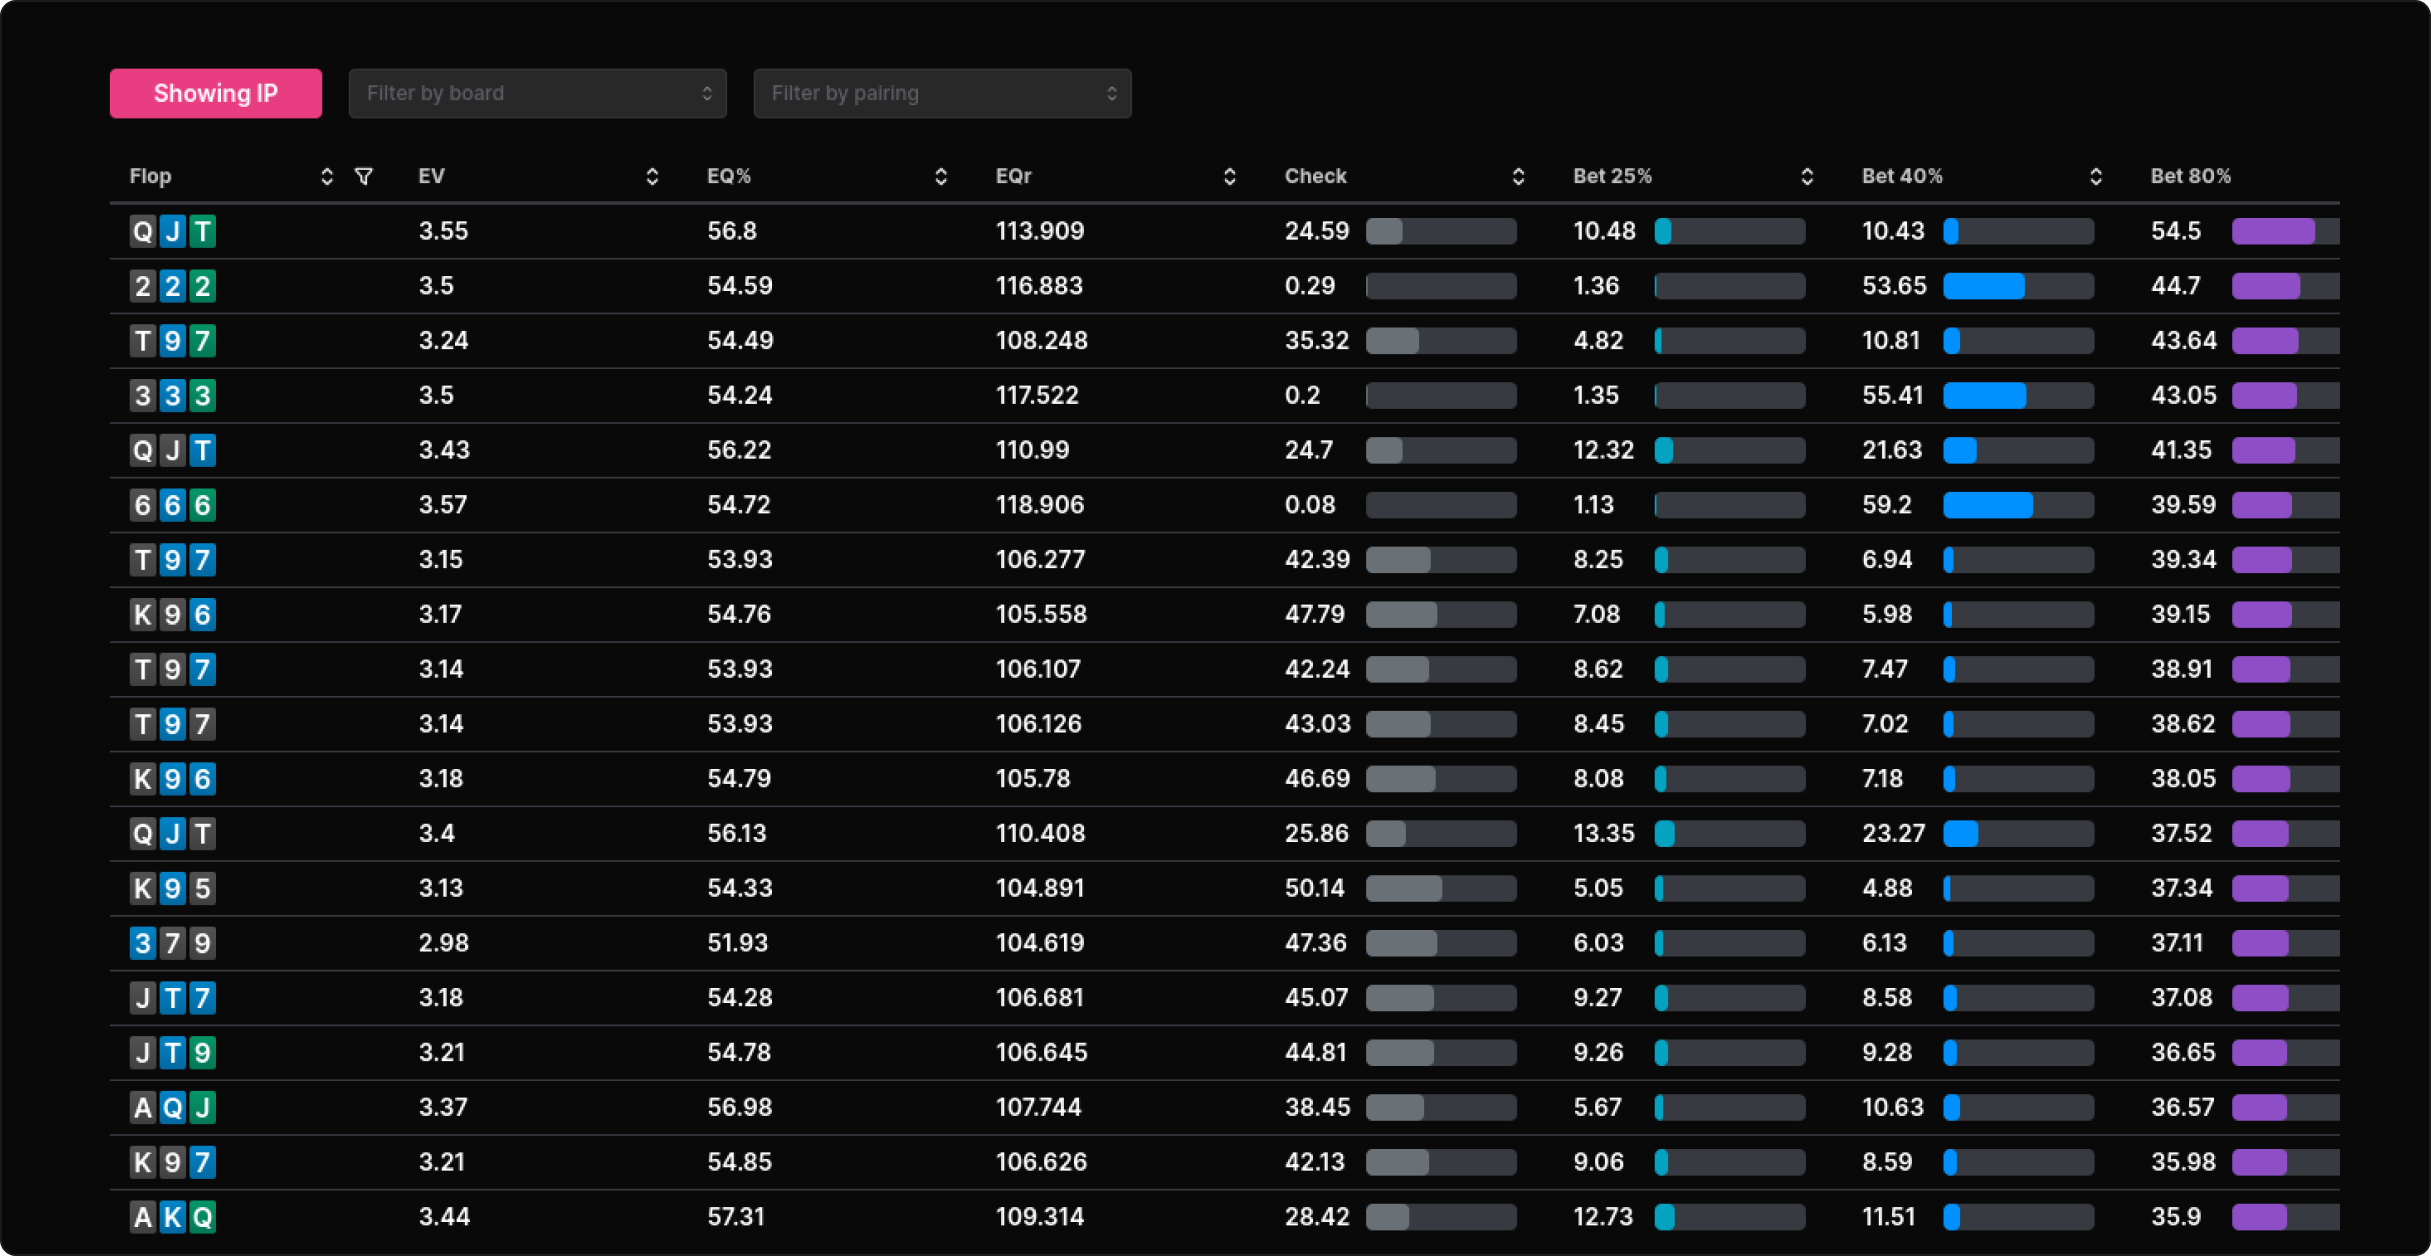 Showing IP Filter by board Filter by pairing
Flop EV EQ% EQr Check Bet 25% Bet 40% Bet 80%
Q J T 3.55 56.8 113.909 24.59 10.48 10.43 54.5
2 2 2 3.5 54.59 116.883 0.29 1.36 53.65 44.7
T 9 7 3.24 54.49 108.248 35.32 4.82 10.81 43.64
3 3 3 3.5 54.24 117.522 0.2 1.35 55.41 43.05
Q J T 3.43 56.22 110.99 24.7 12.32 21.63 41.35
6 6 6 3.57 54.72 118.906 0.08 1.13 59.2 39.59
T 9 7 3.15 53.93 106.277 42.39 8.25 6.94 39.34
K 9 6 3.17 54.76 105.558 47.79 7.08 5.98 39.15
T 9 7 3.14 53.93 106.107 42.24 8.62 7.47 38.91
T 9 7 3.14 53.93 106.126 43.03 8.45 7.02 38.62
K 9 6 3.18 54.79 105.78 46.69 8.08 7.18 38.05
Q J T 3.4 56.13 110.408 25.86 13.35 23.27 37.52
K 9 5 3.13 54.33 104.891 50.14 5.05 4.88 37.34
3 7 9 2.98 51.93 104.619 47.36 6.03 6.13 37.11
J T 7 3.18 54.28 106.681 45.07 9.27 8.58 37.08
J T 9 3.21 54.78 106.645 44.81 9.26 9.28 36.65
A Q J 3.37 56.98 107.744 38.45 5.67 10.63 36.57
K 9 7 3.21 54.85 106.626 42.13 9.06 8.59 35.98
A K Q 3.44 57.31 109.314 28.42 12.73 11.51 35.9